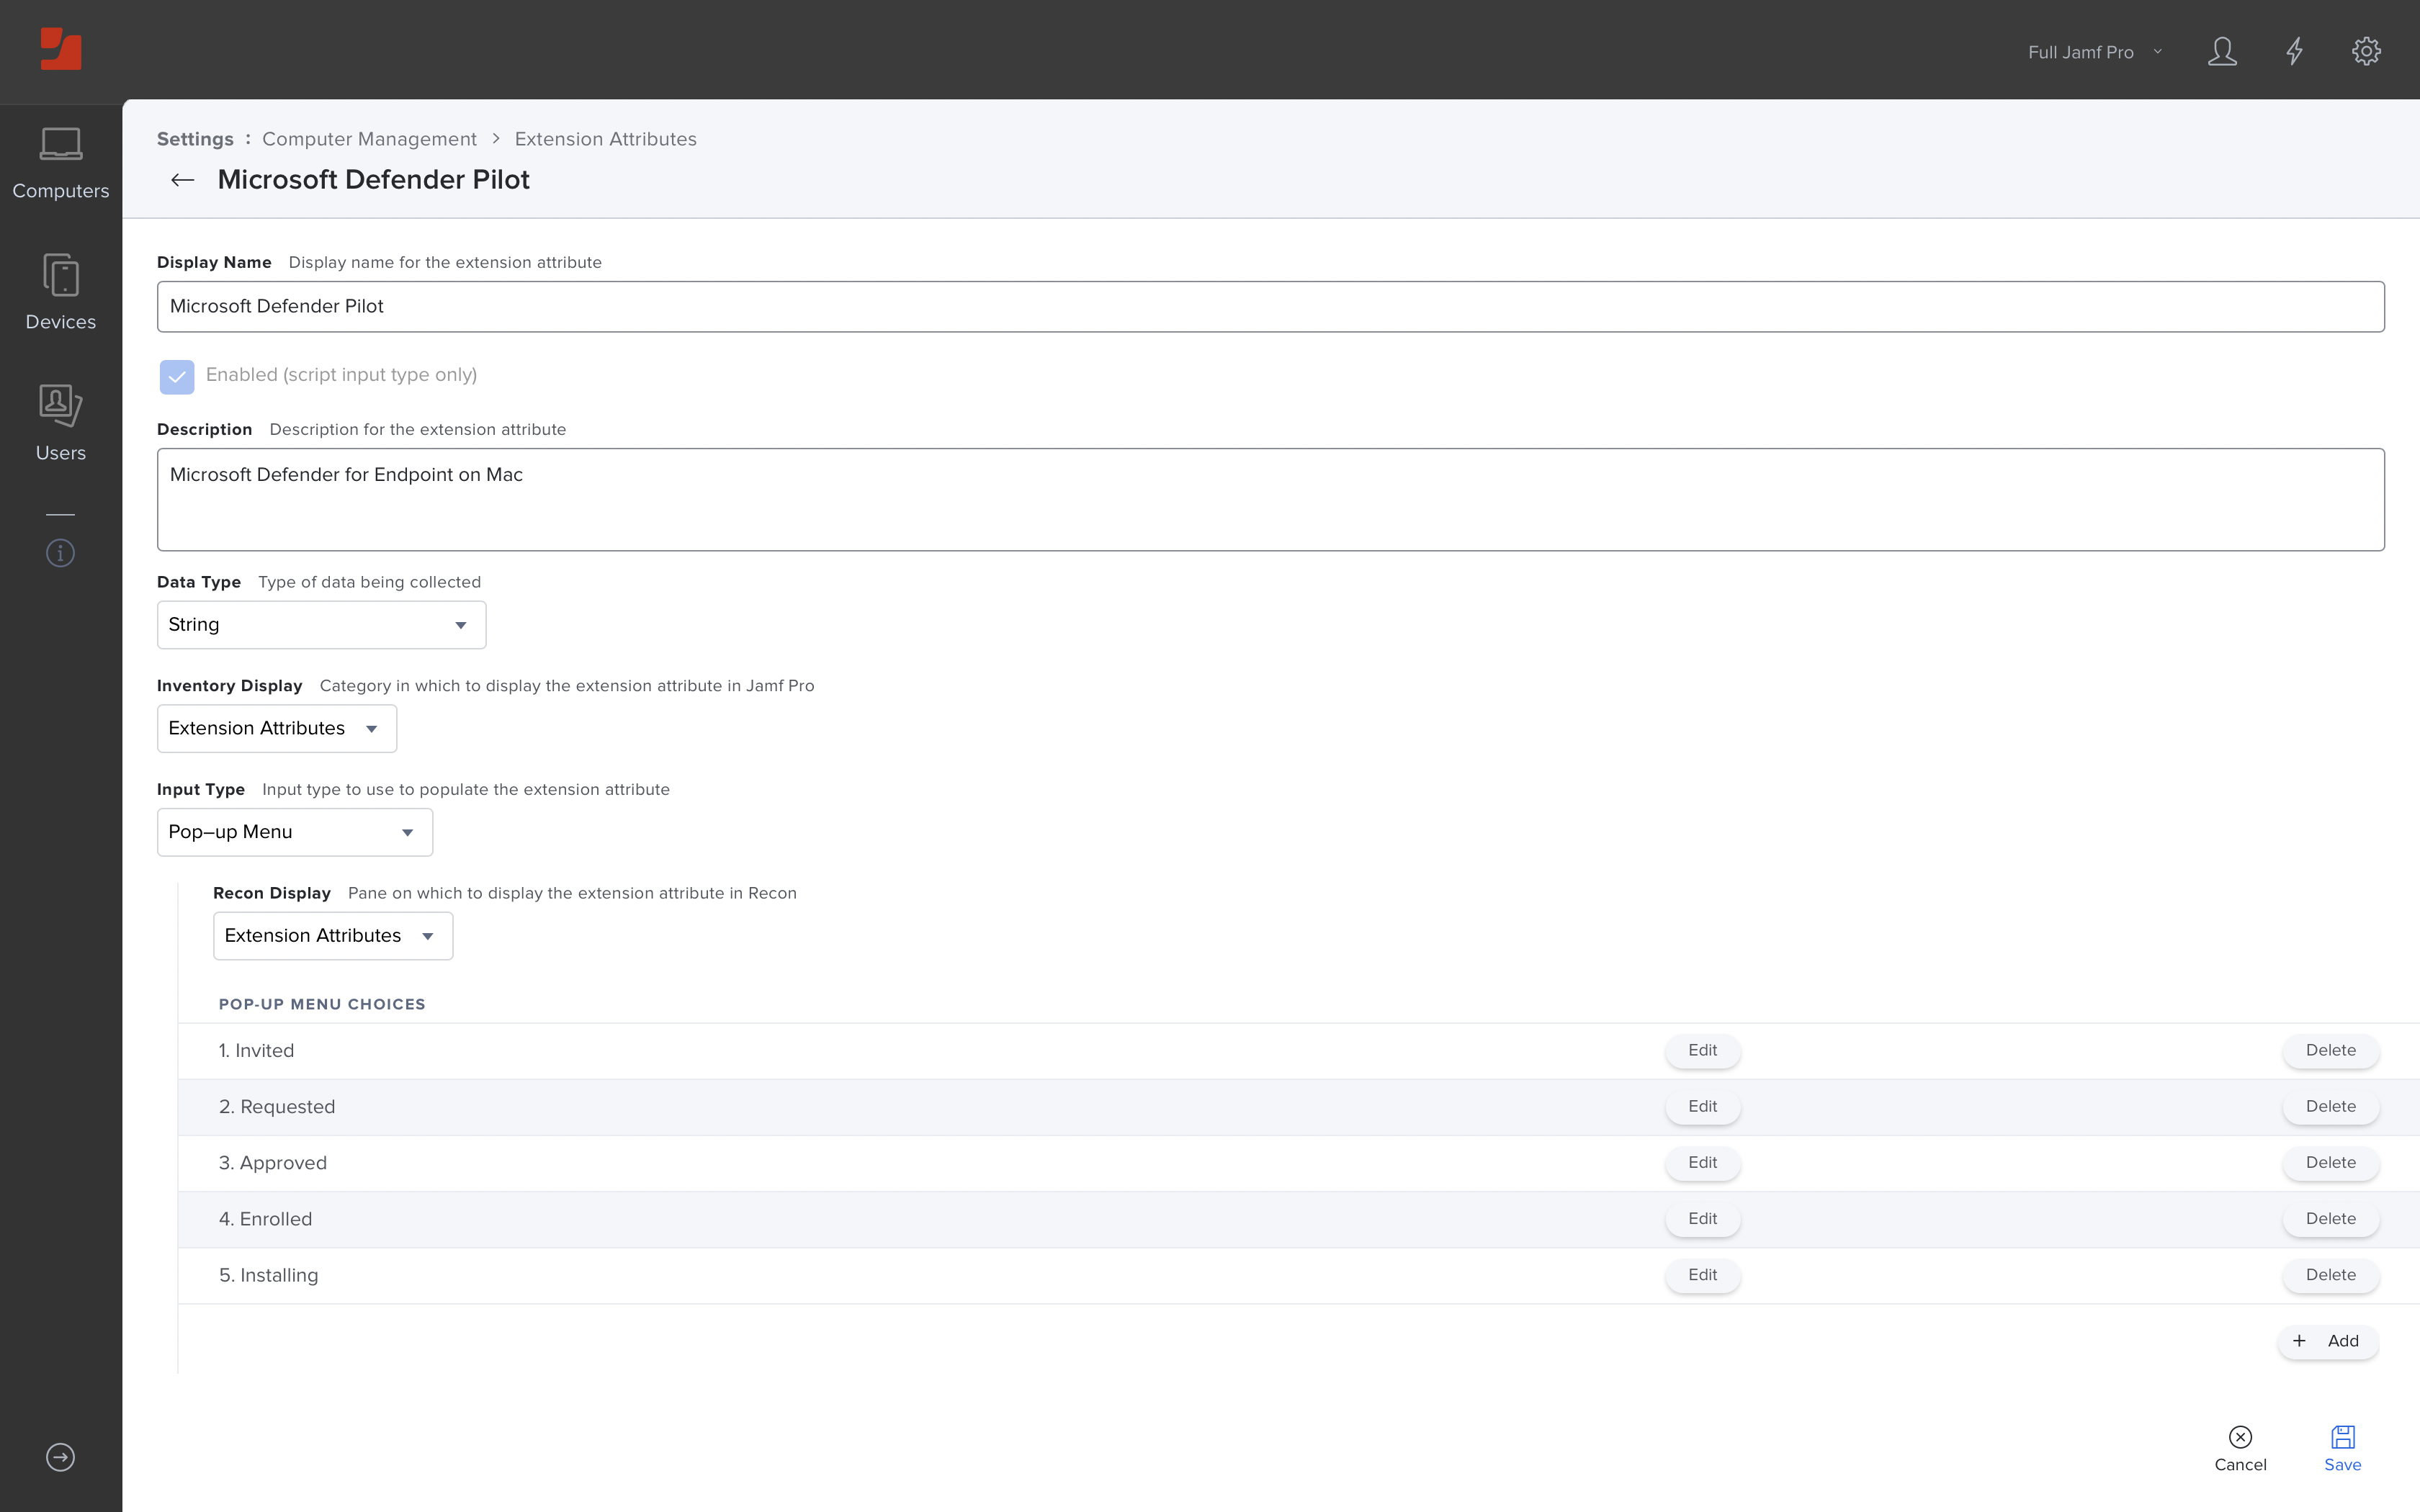 Full Jamf Pro
Computers
Devices
Users
Settings : Computer Management > Extension Attributes
Microsoft Defender Pilot
Display Name Display name for the extension attribute
Microsoft Defender Pilot
Enabled (script input type only)
Description Description for the extension attribute
Microsoft Defender for Endpoint on Mac
Data Type Type of data being collected
String
Inventory Display Category in which to display the extension attribute in Jamf Pro
Extension Attributes
Input Type Input type to use to populate the extension attribute
Pop–up Menu
Recon Display Pane on which to display the extension attribute in Recon
Extension Attributes
POP-UP MENU CHOICES
1. Invited Edit Delete
2. Requested Edit Delete
3. Approved Edit Delete
4. Enrolled Edit Delete
5. Installing Edit Delete
+ Add
Cancel Save